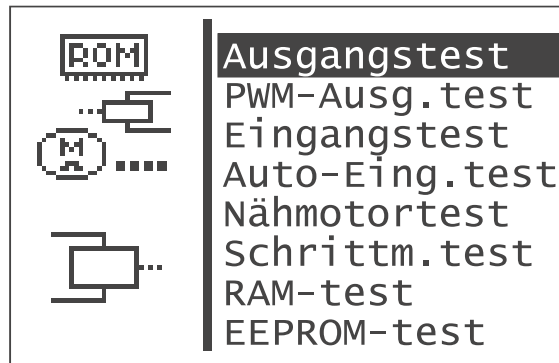 ROM
M
Ausgangstest
PWM-Ausg.test
Eingangstest
Auto-Eing.test
Nähmotortest
Schrittm.test
RAM-test
EEPROM-test